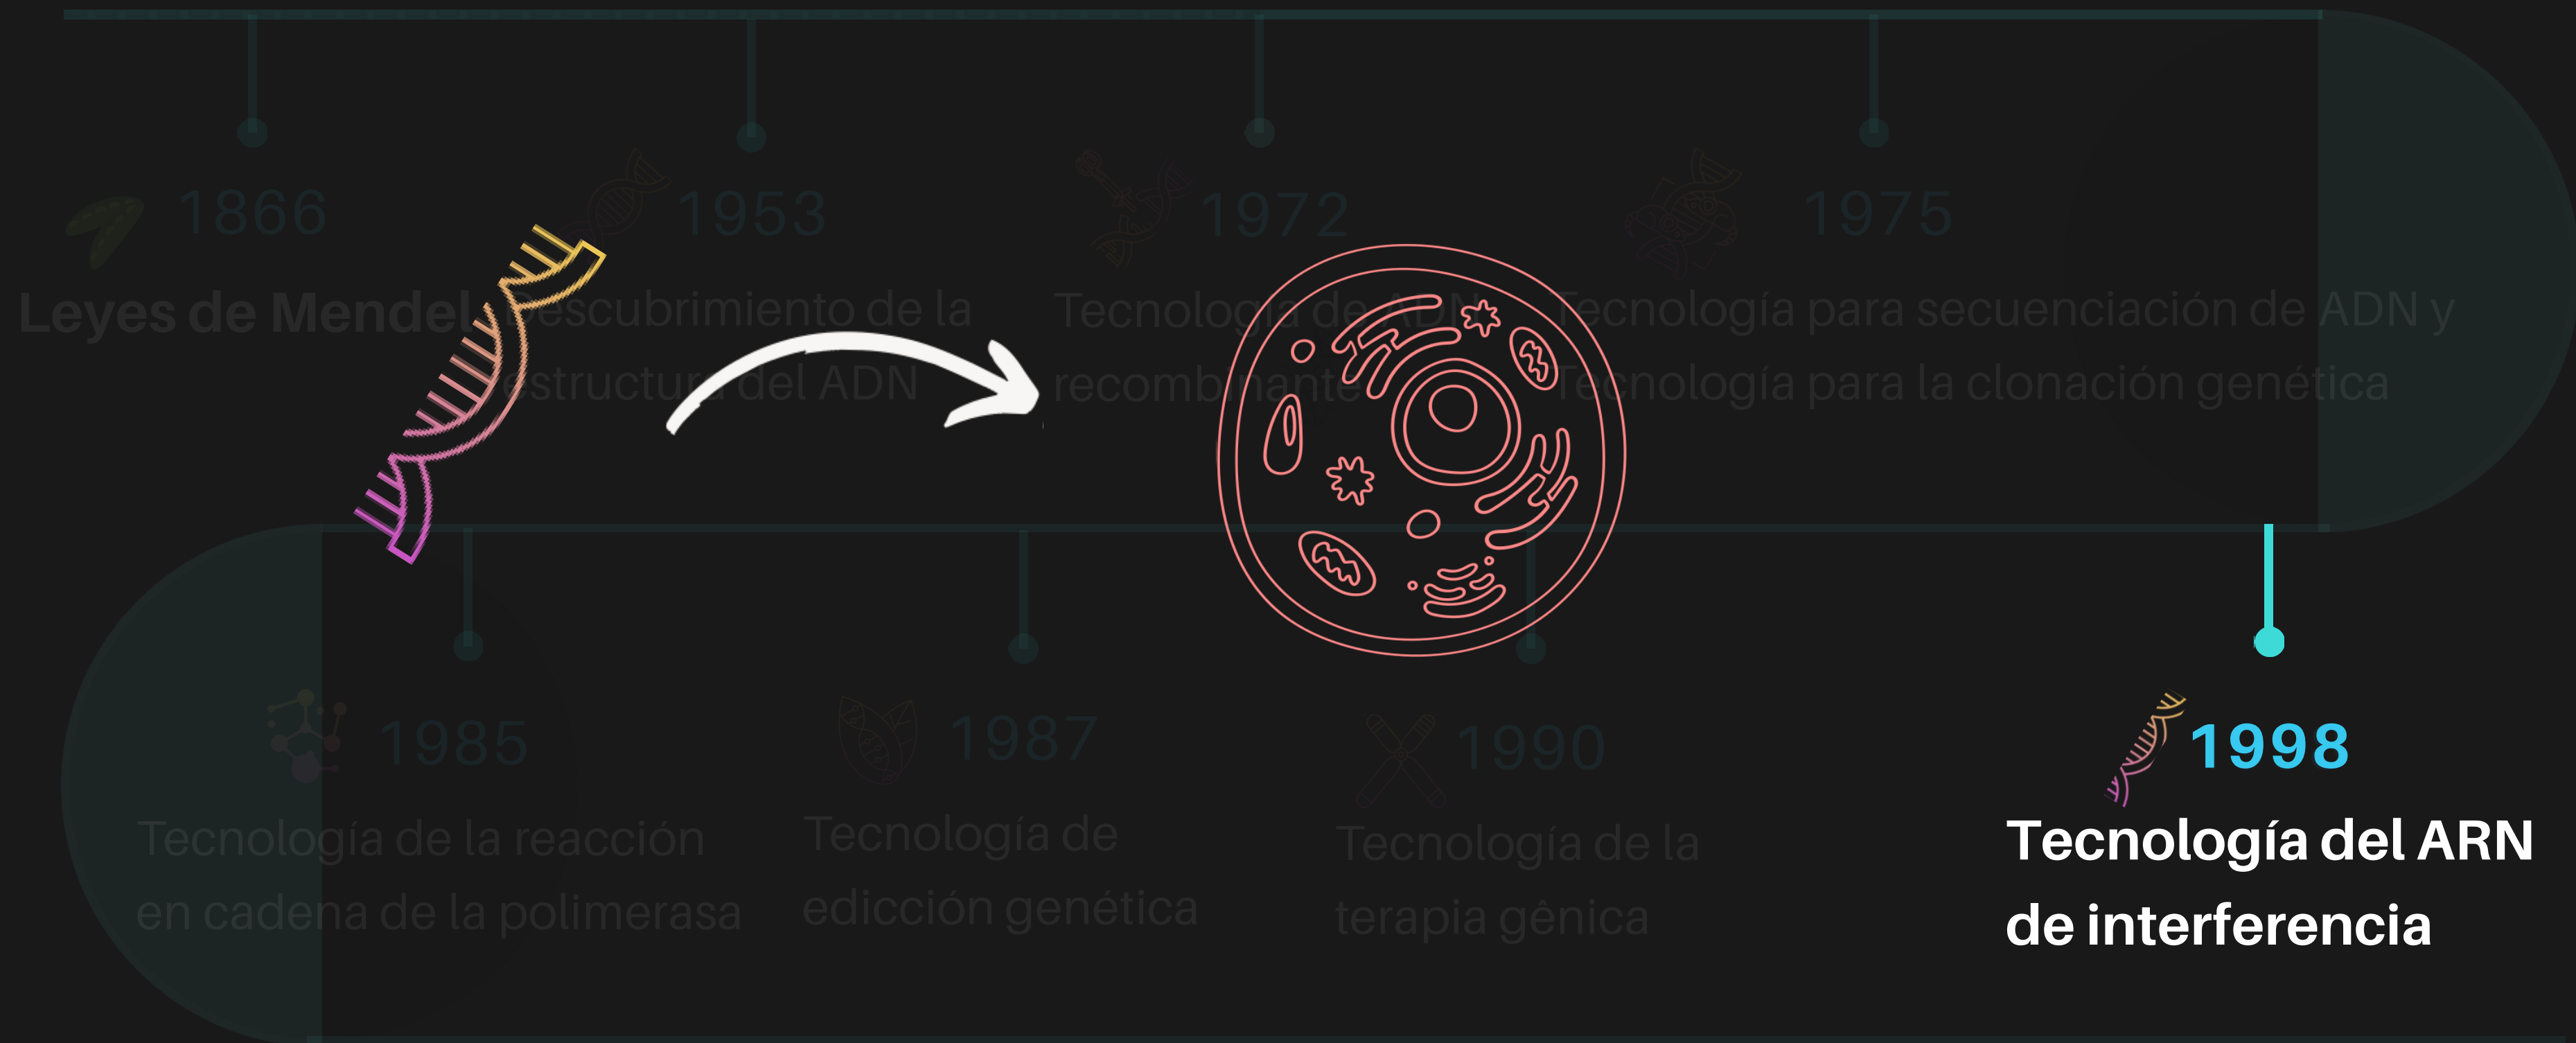 1866
Leyes de Mendel
1953
Descubrimiento de la
estructura del ADN
1972
Tecnología de ADN
recombinante
1975
Tecnología para secuenciación de ADN y
Tecnología para la clonación genética
1985
Tecnología de la reacción
en cadena de la polimerasa
1987
Tecnología de
edicción genética
1990
Tecnología de la
terapia gênica
1998
Tecnología del ARN
de interferencia